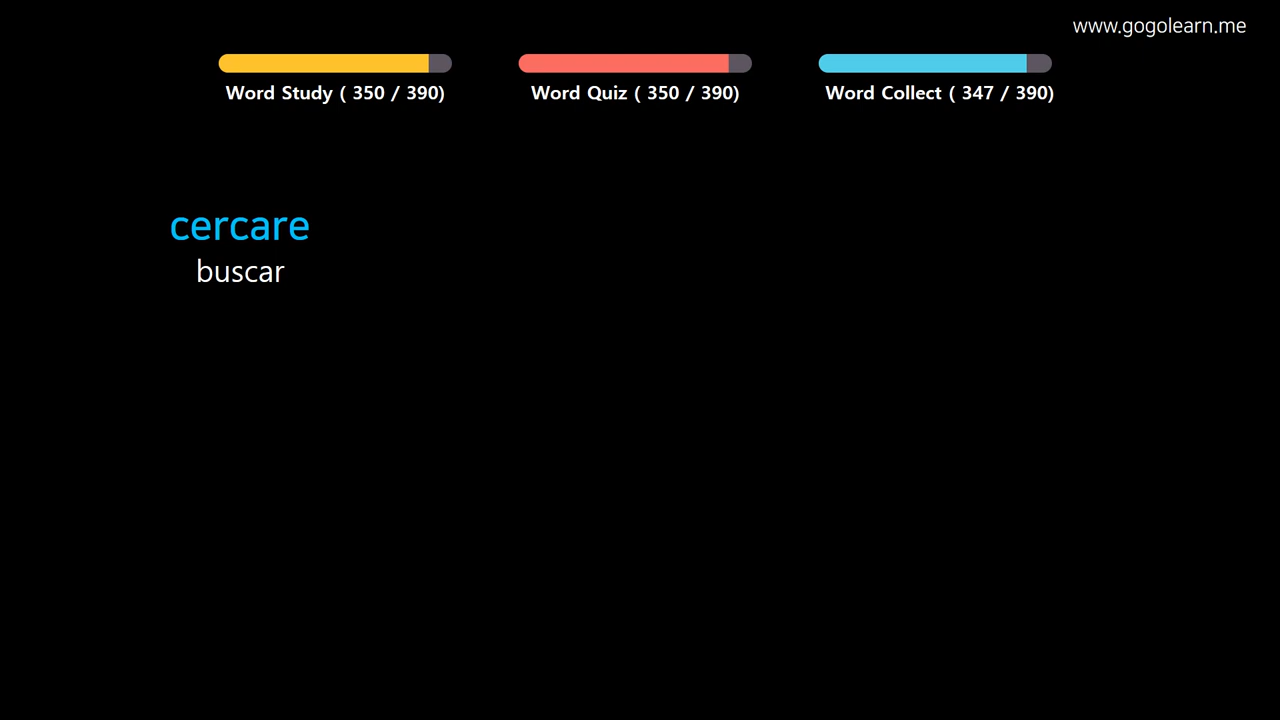 www.gogolearn.me
Word Study ( 350 / 390)
Word Quiz ( 350 / 390)
Word Collect ( 347 / 390)
cercare
buscar